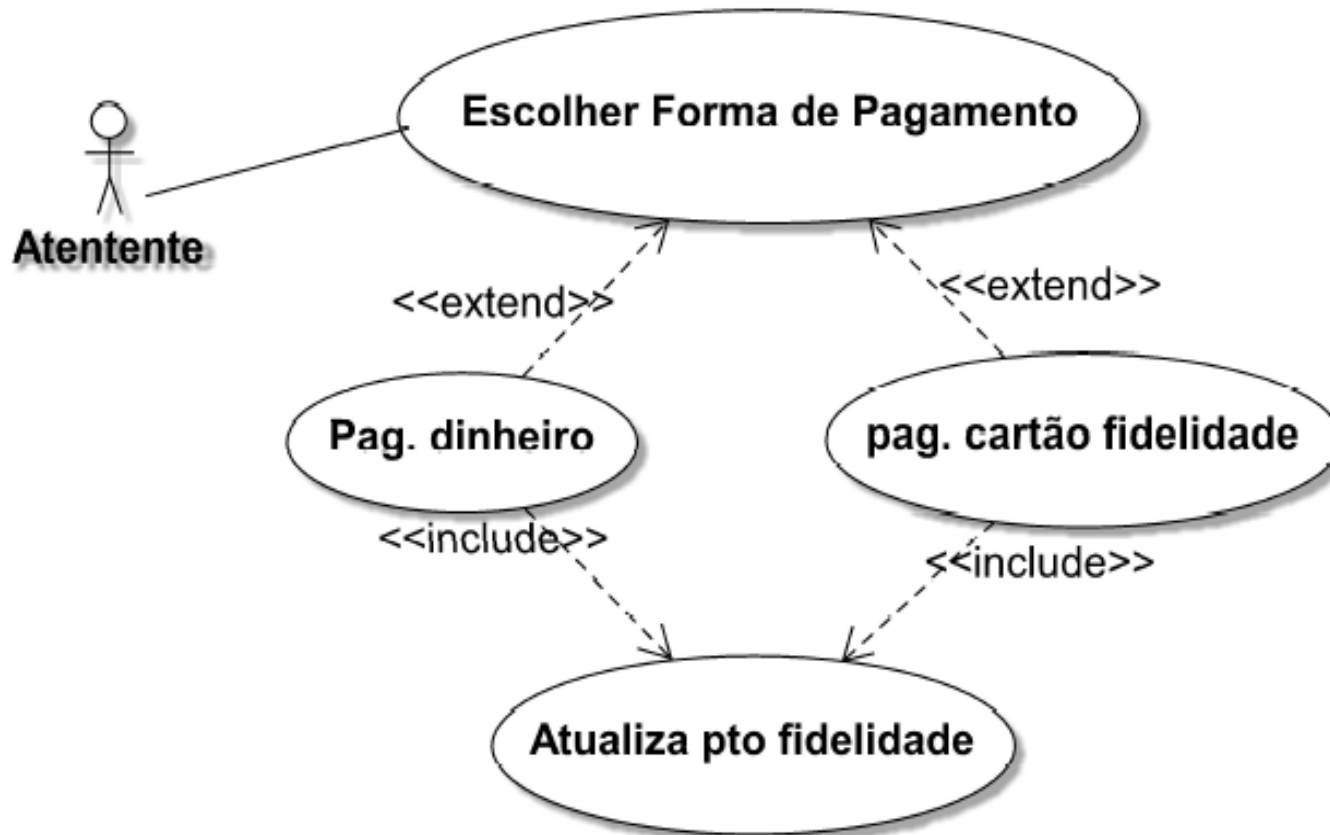 Escolher Forma de Pagamento
Atentente
<<extend>>
<<extend>>
Pag. dinheiro
pag. cartão fidelidade
<<include>>
<<include>>
Atualiza pto fidelidade